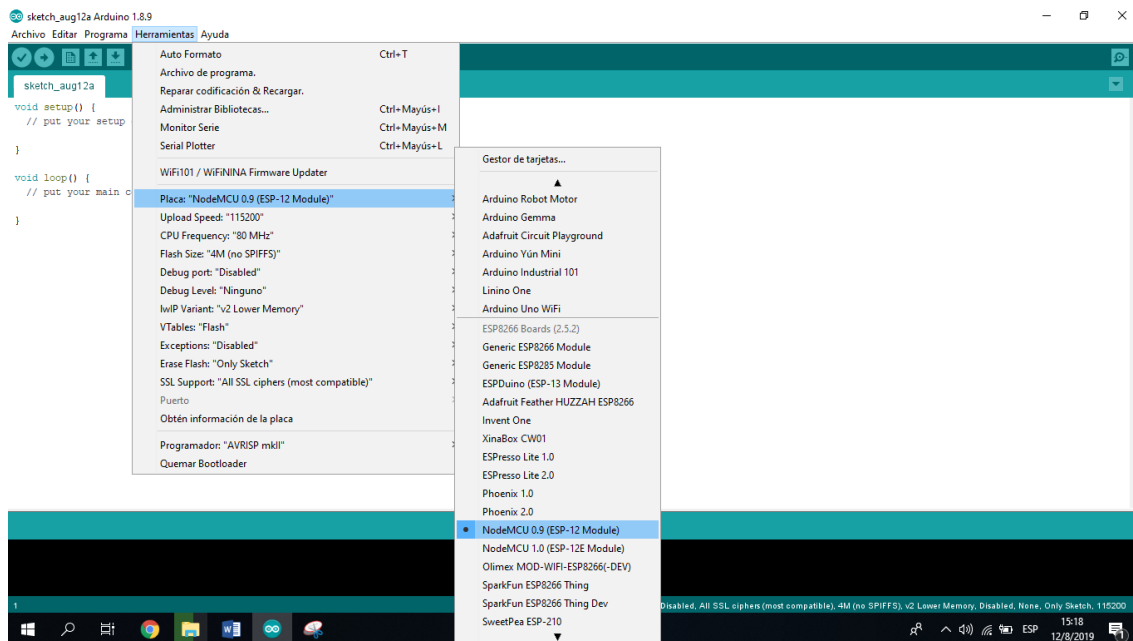 sketch_aug12a Arduino 1.8.9
Archivo Editar Programa Herramientas Ayuda
sketch_aug12a
void setup() {
// put your setup
}
void loop() {
// put your main c
}
Auto Formato Ctrl+T
Archivo de programa.
Reparar codificación & Recargar.
Administrar Bibliotecas... Ctrl+Mayús+I
Monitor Serie Ctrl+Mayús+M
Serial Plotter Ctrl+Mayús+L
WiFi101 / WiFiNINA Firmware Updater
Placa: "NodeMCU 0.9 (ESP-12 Module)"
Upload Speed: "115200"
CPU Frequency: "80 MHz"
Flash Size: "4M (no SPIFFS)"
Debug port: "Disabled"
Debug Level: "Ninguno"
lwIP Variant: "v2 Lower Memory"
VTables: "Flash"
Exceptions: "Disabled"
Erase Flash: "Only Sketch"
SSL Support: "All SSL ciphers (most compatible)"
Puerto
Obtén información de la placa
Programador: "AVRISP mkII"
Quemar Bootloader
Gestor de tarjetas...
Arduino Robot Motor
Arduino Gemma
Adafruit Circuit Playground
Arduino Yún Mini
Arduino Industrial 101
Linino One
Arduino Uno WiFi
ESP8266 Boards (2.5.2)
Generic ESP8266 Module
Generic ESP8285 Module
ESPDuino (ESP-13 Module)
Adafruit Feather HUZZAH ESP8266
Invent One
XinaBox CW01
ESPresso Lite 1.0
ESPresso Lite 2.0
Phoenix 1.0
Phoenix 2.0
NodeMCU 0.9 (ESP-12 Module)
NodeMCU 1.0 (ESP-12E Module)
Olimex MOD-WIFI-ESP8266(-DEV)
SparkFun ESP8266 Thing
SparkFun ESP8266 Thing Dev
SweetPea ESP-210
1
Disabled, All SSL ciphers (most compatible), 4M (no SPIFFS), v2 Lower Memory, Disabled, None, Only Sketch, 115200
ESP
15:18
12/8/2019
1